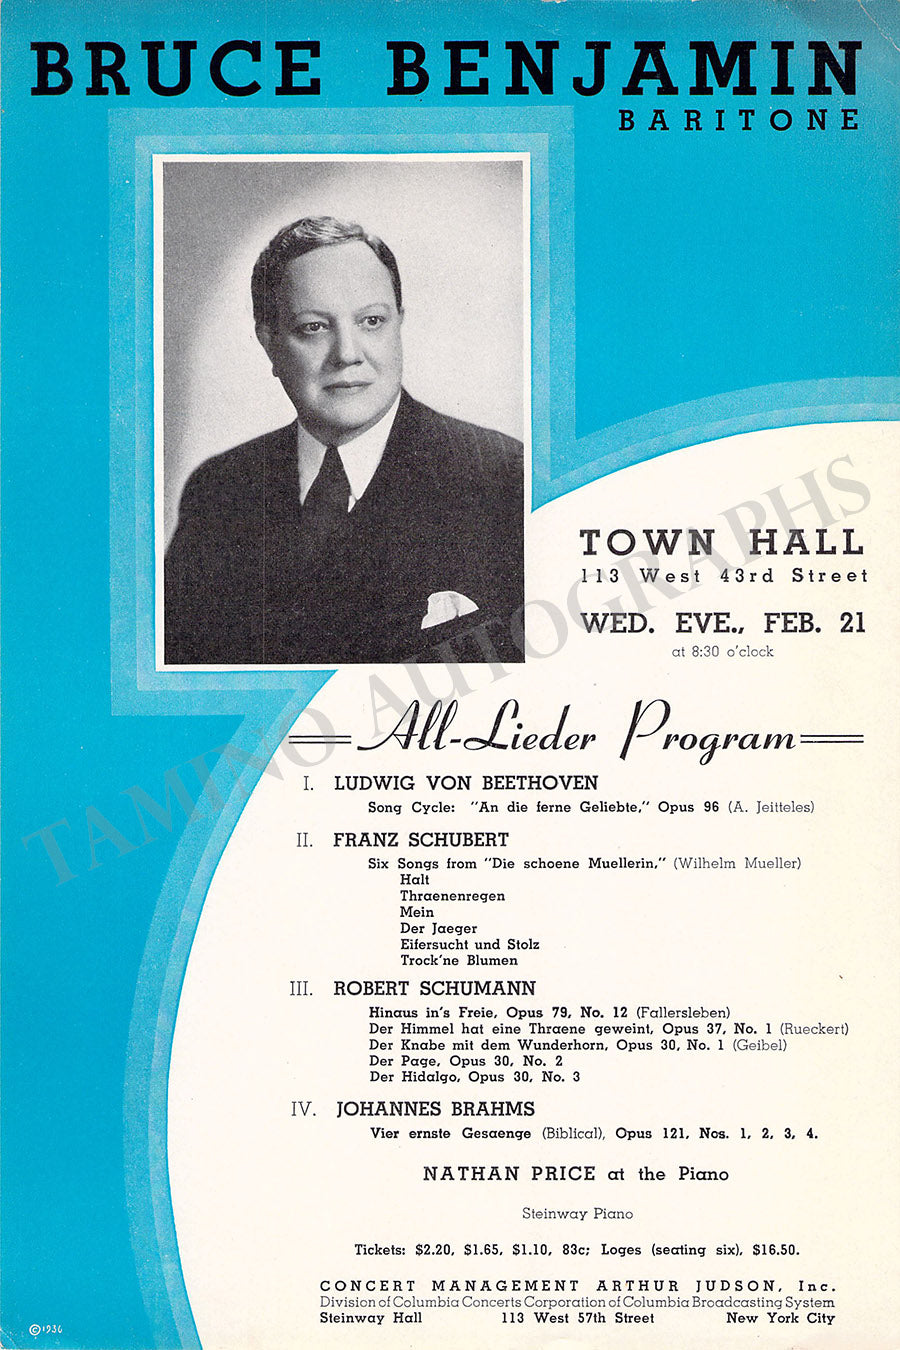 BRUCE BENJAMIN
BARITONE
TOWN HALL
113 West 43rd Street
WED. EVE., FEB. 21
at 8:30 o'clock
All-Lieder Program
I. LUDWIG VON BEETHOVEN
Song Cycle: "An die ferne Geliebte," Opus 96 (A. Jeitteles)
II. FRANZ SCHUBERT
Six Songs from "Die schoene Muellerin," (Wilhelm Mueller)
Halt
Thraenenregen
Mein
Der Jaeger
Eifersucht und Stolz
Trock'ne Blumen
III. ROBERT SCHUMANN
Hinaus in's Freie, Opus 79, No. 12 (Fallersleben)
Der Himmel hat eine Thraene geweint, Opus 37, No. 1 (Rueckert)
Der Knabe mit dem Wunderhorn, Opus 30, No. 1 (Geibel)
Der Page, Opus 30, No. 2
Der Hidalgo, Opus 30, No. 3
IV. JOHANNES BRAHMS
Vier ernste Gesaenge (Biblical), Opus 121, Nos. 1, 2, 3, 4.
NATHAN PRICE at the Piano
Steinway Piano
Tickets: $2.20, $1.65, $1.10, 83c; Loges (seating six), $16.50.
CONCERT MANAGEMENT ARTHUR JUDSON, Inc.
Division of Columbia Concerts Corporation of Columbia Broadcasting System
Steinway Hall 113 West 57th Street New York City
©1936
TAMINO AUTOGRAPHS